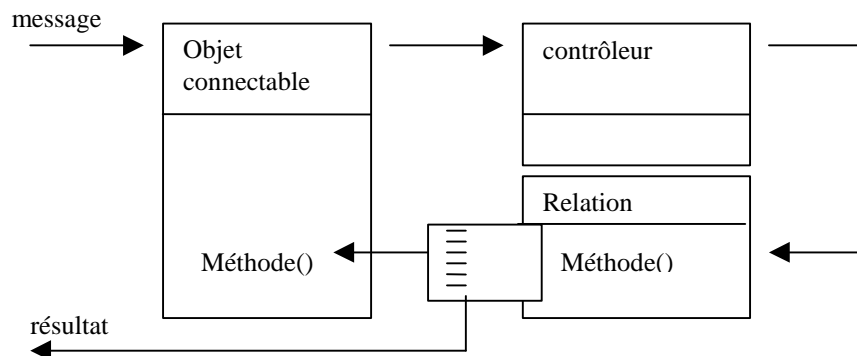 message
Objet
connectable
contrôleur
Relation
Méthode()
Méthode()
résultat